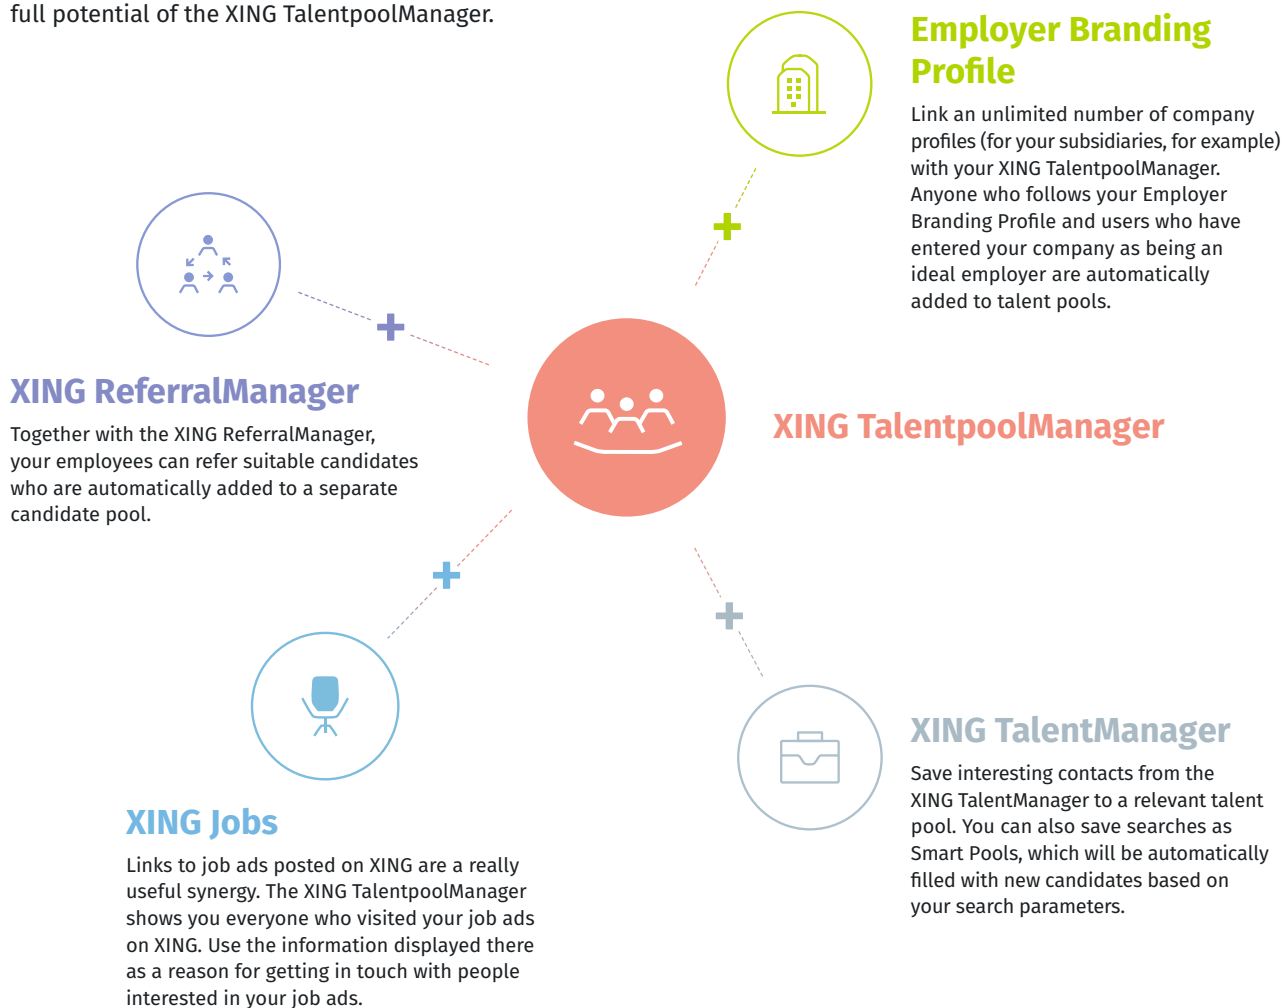 full potential of the XING TalentpoolManager.
Employer Branding
Profile
Link an unlimited number of company
profiles (for your subsidiaries, for example)
with your XING TalentpoolManager.
Anyone who follows your Employer
Branding Profile and users who have
entered your company as being an
ideal employer are automatically
added to talent pools.
XING ReferralManager
Together with the XING ReferralManager,
your employees can refer suitable candidates
who are automatically added to a separate
candidate pool.
XING TalentpoolManager
XING Jobs
Links to job ads posted on XING are a really
useful synergy. The XING TalentpoolManager
shows you everyone who visited your job ads
on XING. Use the information displayed there
as a reason for getting in touch with people
interested in your job ads.
XING TalentManager
Save interesting contacts from the
XING TalentManager to a relevant talent
pool. You can also save searches as
Smart Pools, which will be automatically
filled with new candidates based on
your search parameters.